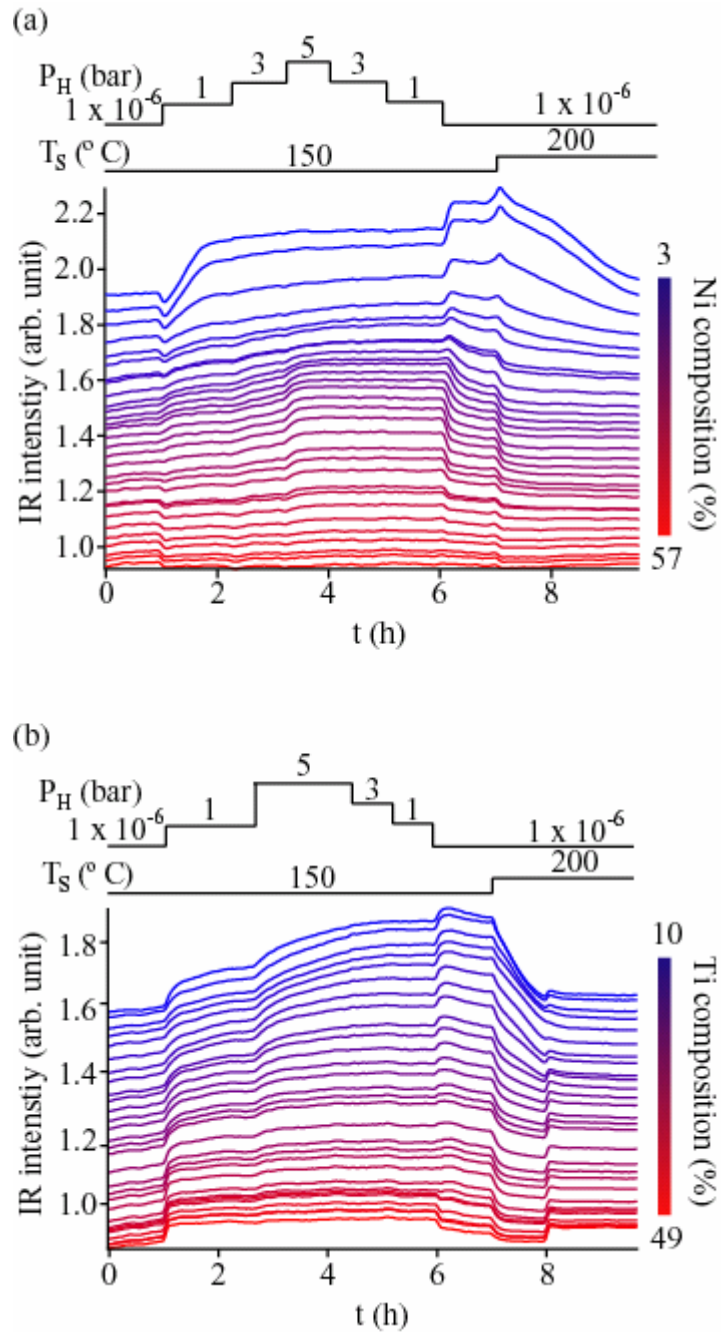 (a)
5
3 3
P_H (bar) 1 1
1 x 10^-6 1 x 10^-6
T_S (º C) 150 200
2.2
2.0
1.8
1.6
1.4
1.2
1.0
IR intenstiy (arb. unit)
0 2 4 6 8
t (h)
3
Ni composition (%)
57
(b)
5
P_H (bar) 3
1 1
1 x 10^-6 1 x 10^-6
T_S (º C) 150 200
1.8
1.6
1.4
1.2
1.0
IR intenstiy (arb. unit)
0 2 4 6 8
t (h)
10
Ti composition (%)
49